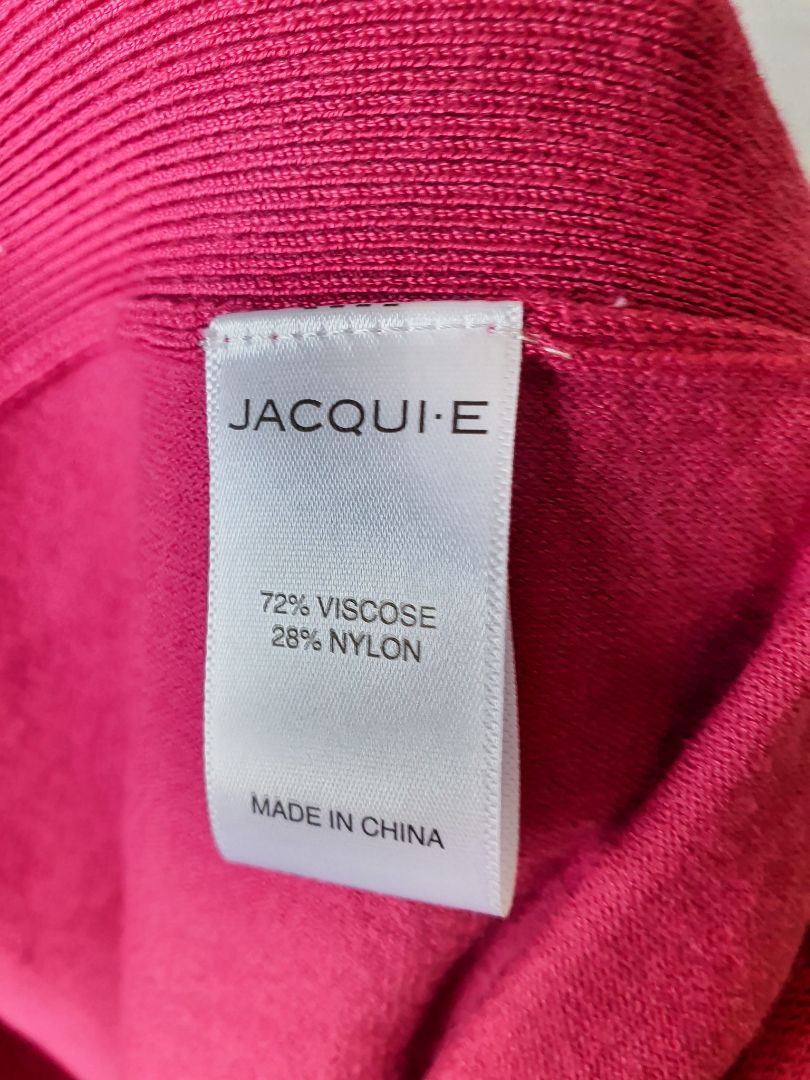 JACQUI·E
72% VISCOSE
28% NYLON
MADE IN CHINA